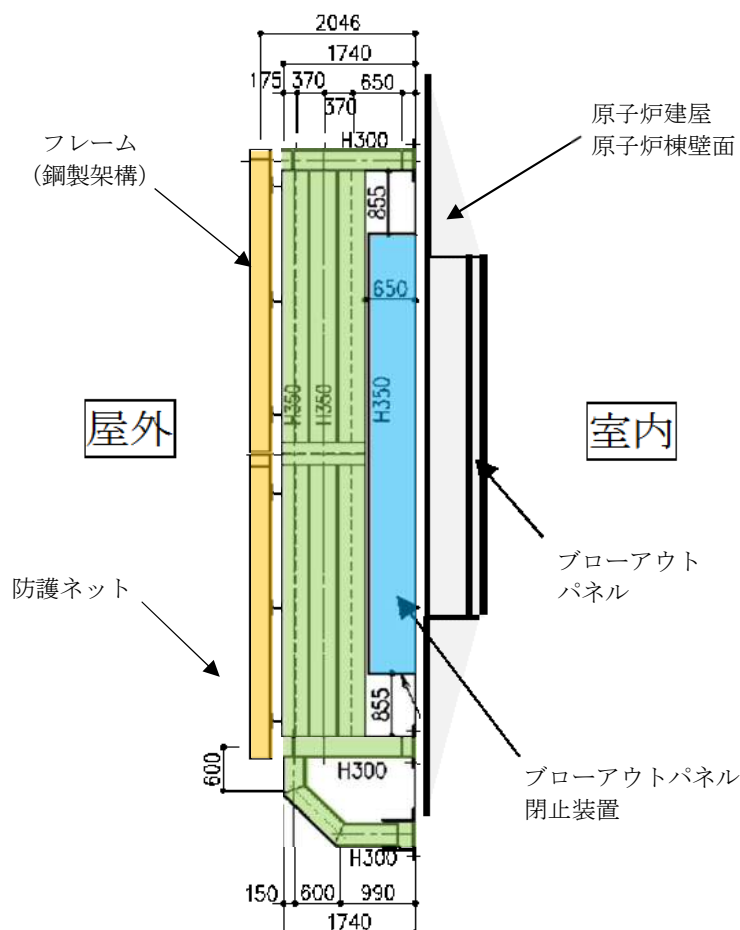 2046
1740
175 370 650
370
H300
フレーム
(鋼製架構)
原子炉建屋
原子炉棟壁面
855
650
H350
H350
H350
屋外
室内
ブローアウト
パネル
防護ネット
855
600
H300
ブローアウトパネル
閉止装置
H300
150 600 990
1740